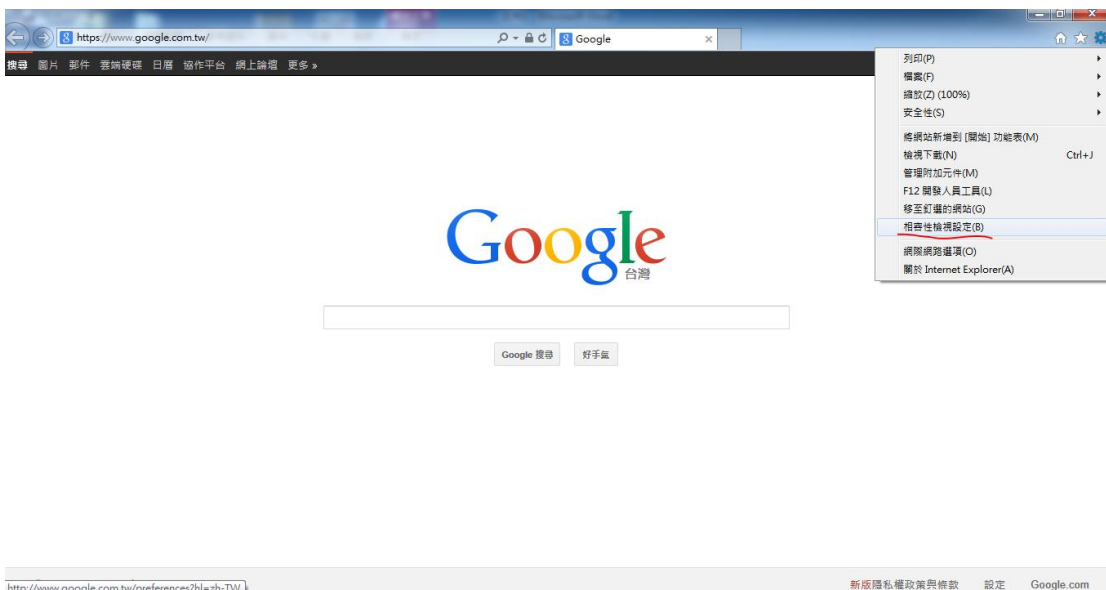 https://www.google.com.tw/
Google
搜尋 圖片 郵件 雲端硬碟 日曆 協作平台 網上論壇 更多 »
列印(P)
檔案(F)
縮放(Z) (100%)
安全性(S)
將網站新增到 [開始] 功能表(M)
檢視下載(N) Ctrl+J
管理附加元件(M)
F12 開發人員工具(L)
移至釘選的網站(G)
相容性檢視設定(B)
網際網路選項(O)
關於 Internet Explorer(A)
Google
台灣
Google 搜尋 好手氣
http://www.google.com.tw/preferences?hl=zh-TW
新版隱私權政策與條款 設定 Google.com